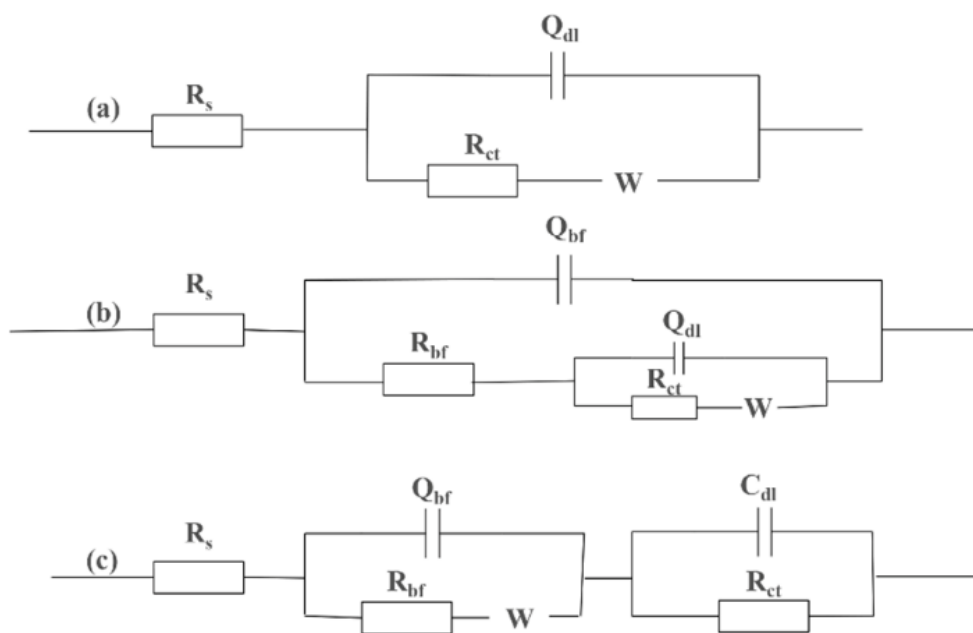 Q_dl
(a) R_s
R_ct
W
Q_bf
(b) R_s
Q_dl
R_bf
R_ct
W
Q_bf C_dl
(c) R_s
R_bf W R_ct